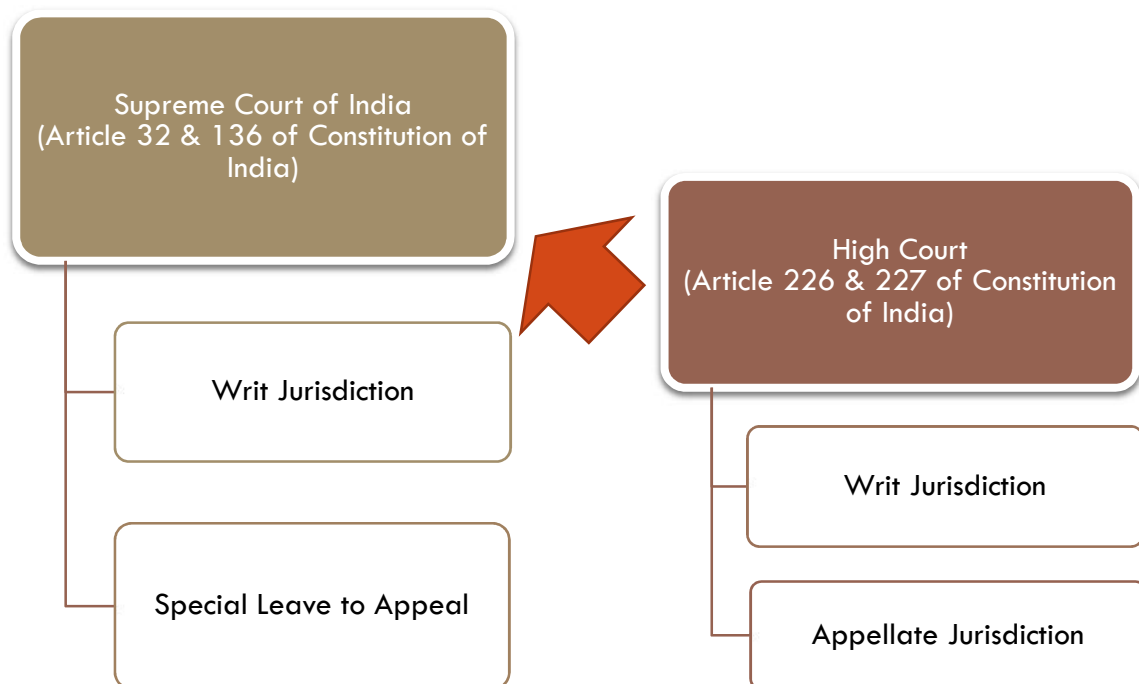 Supreme Court of India
(Article 32 & 136 of Constitution of
India)
Writ Jurisdiction
Special Leave to Appeal
High Court
(Article 226 & 227 of Constitution
of India)
Writ Jurisdiction
Appellate Jurisdiction